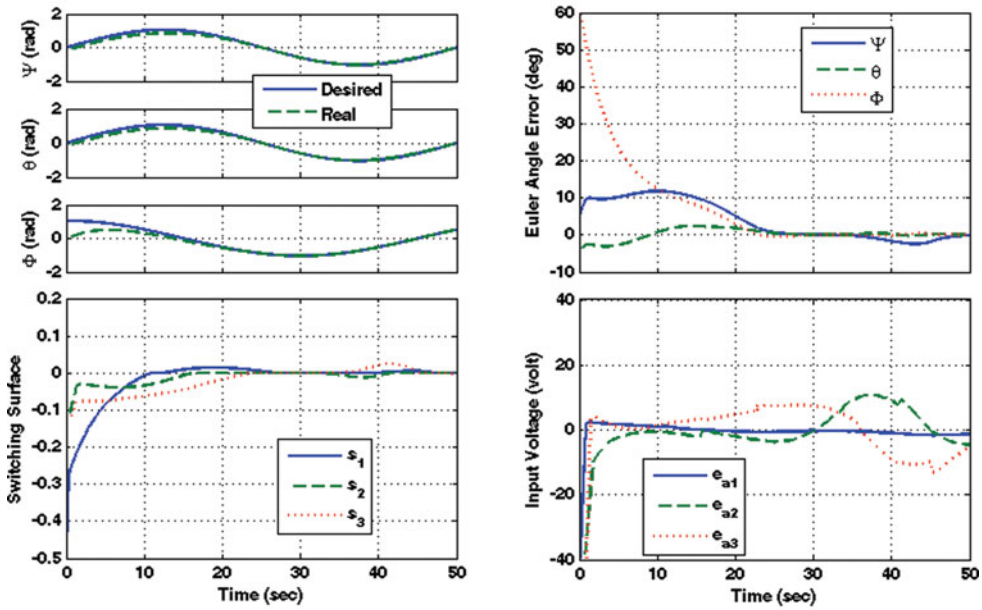 Ψ (rad)
2
0
-2
θ (rad)
2
0
-2
Φ (rad)
2
0
-2
Desired
Real
Switching Surface
0.2
0.1
0
-0.1
-0.2
-0.3
-0.4
-0.5
s1
s2
s3
0 10 20 30 40 50
Time (sec)
Euler Angle Error (deg)
60
50
40
30
20
10
0
-10
Ψ
θ
Φ
Input Voltage (volt)
40
20
0
-20
-40
ea1
ea2
ea3
0 10 20 30 40 50
Time (sec)